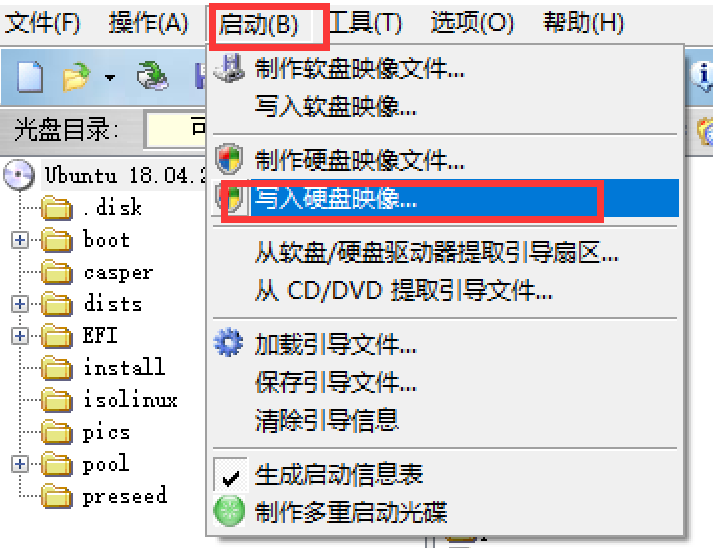 文件(F) 操作(A) 启动(B) 工具(T) 选项(O) 帮助(H)
制作软盘映像文件...
写入软盘映像...
光盘目录: 可
制作硬盘映像文件...
Ubuntu 18.04.2
写入硬盘映像...
.disk
boot
从软盘/硬盘驱动器提取引导扇区...
casper
从 CD/DVD 提取引导文件...
dists
EFI
加载引导文件...
install
保存引导文件...
isolinux
清除引导信息
pics
pool
生成启动信息表
preseed
制作多重启动光碟